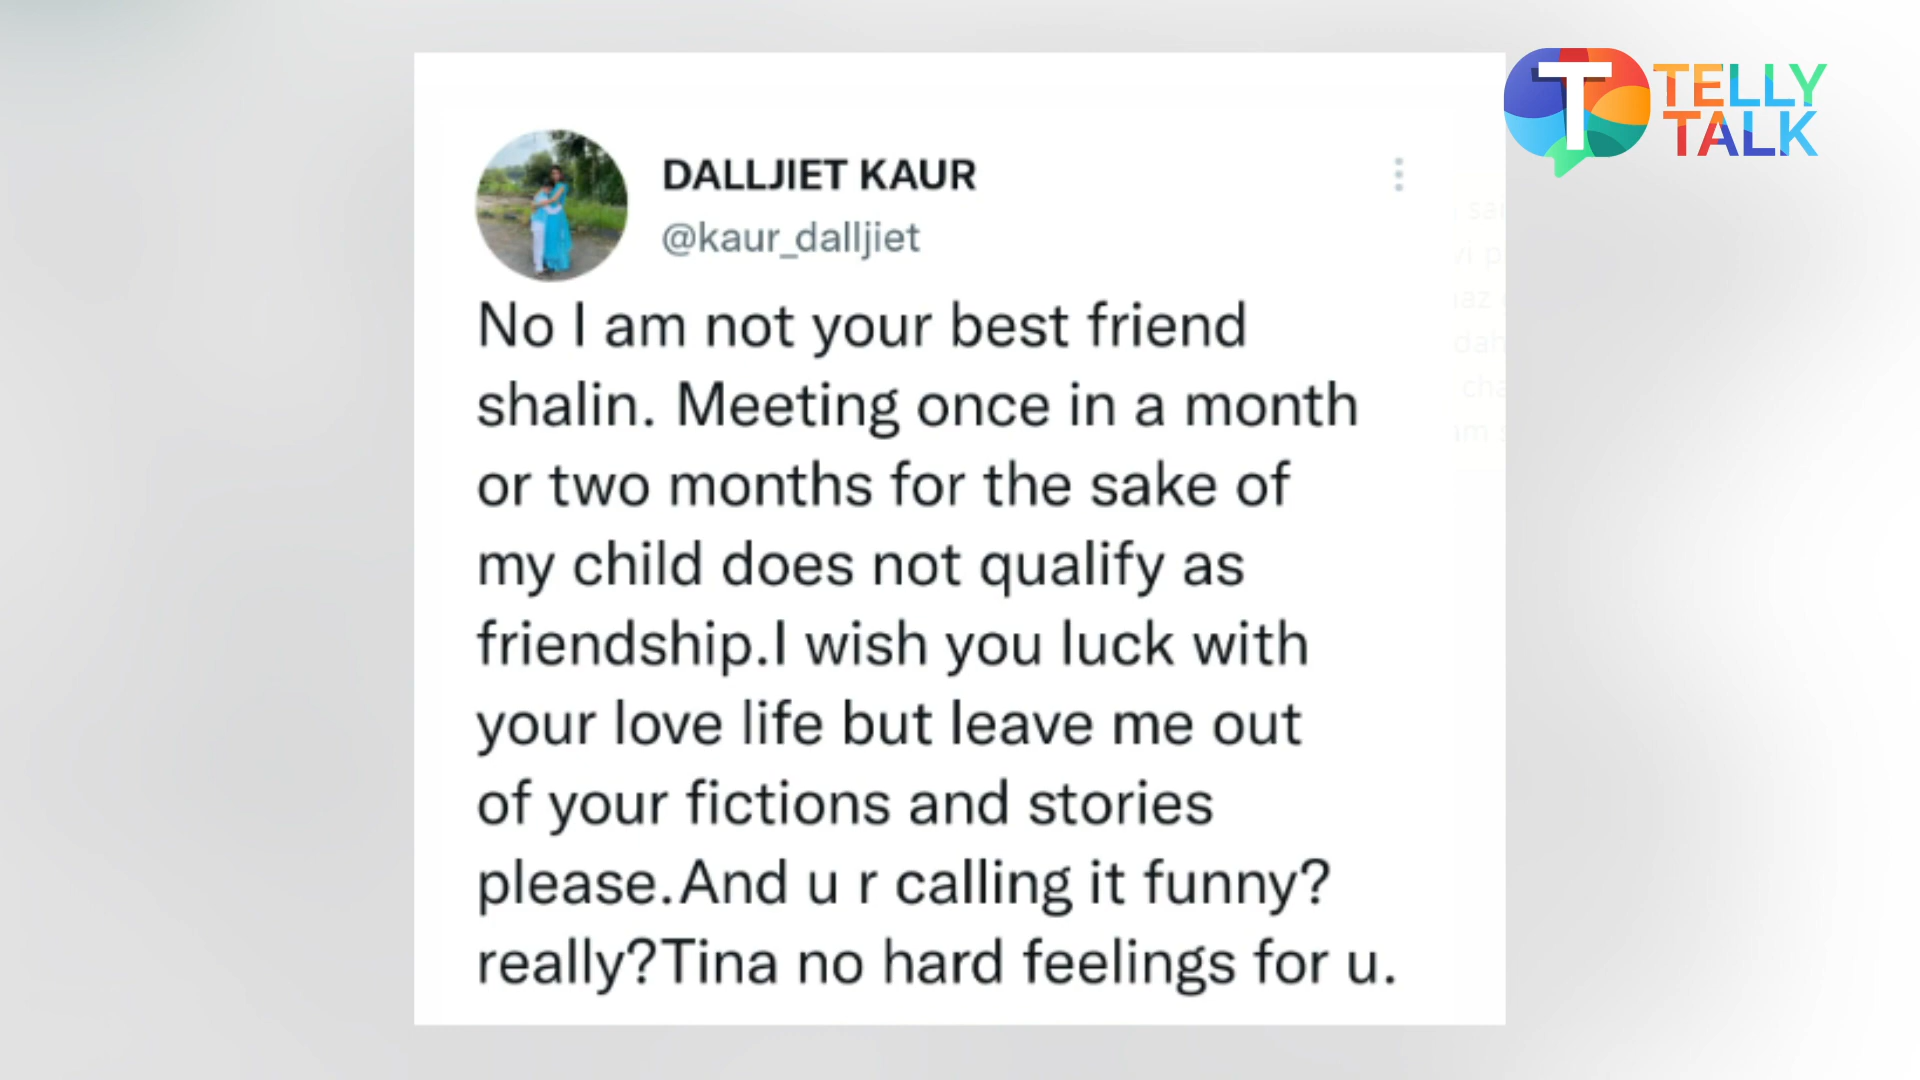 TELLY
TALK
DALLJIET KAUR
@kaur_dalljiet
No I am not your best friend
shalin. Meeting once in a month
or two months for the sake of
my child does not qualify as
friendship.I wish you luck with
your love life but leave me out
of your fictions and stories
please.And u r calling it funny?
really?Tina no hard feelings for u.